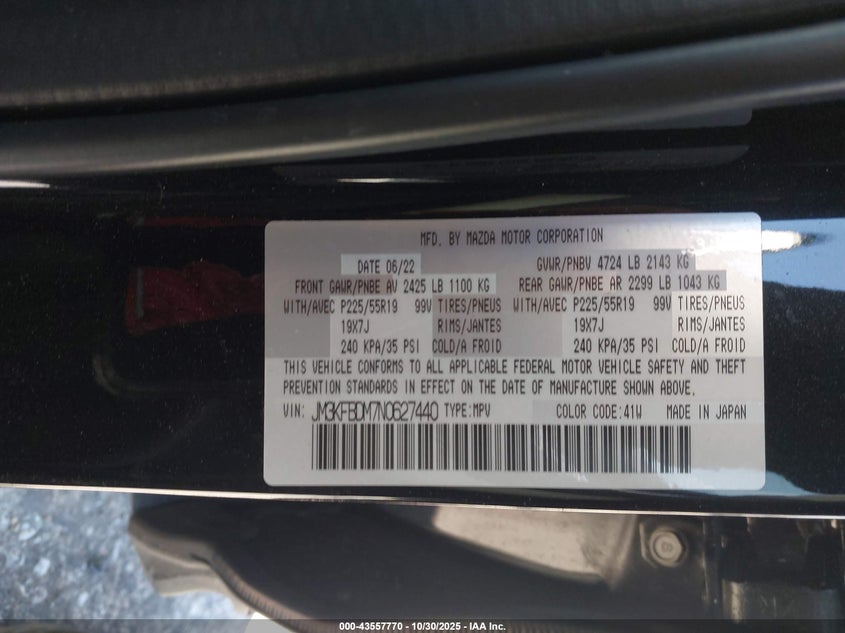 MFD. BY MAZDA MOTOR CORPORATION
DATE 06/22 GVWR/PNBV 4724 LB 2143 KG
FRONT GAWR/PNBE AV 2425 LB 1100 KG REAR GAWR/PNBE AR 2299 LB 1043 KG
WITH/AVEC P225/55R19 99V TIRES/PNEUS WITH/AVEC P225/55R19 99V TIRES/PNEUS
19X7J RIMS/JANTES 19X7J RIMS/JANTES
240 KPA/35 PSI COLD/A FROID 240 KPA/35 PSI COLD/A FROID
THIS VEHICLE CONFORMS TO ALL APPLICABLE FEDERAL MOTOR VEHICLE SAFETY AND THEFT
PREVENTION STANDARDS IN EFFECT ON THE DATE OF MANUFACTURE SHOWN ABOVE.
VIN: JM3KFBDM7N0627440 TYPE:MPV COLOR CODE:41W MADE IN JAPAN
000-43557770 - 10/30/2025 - IAA Inc.